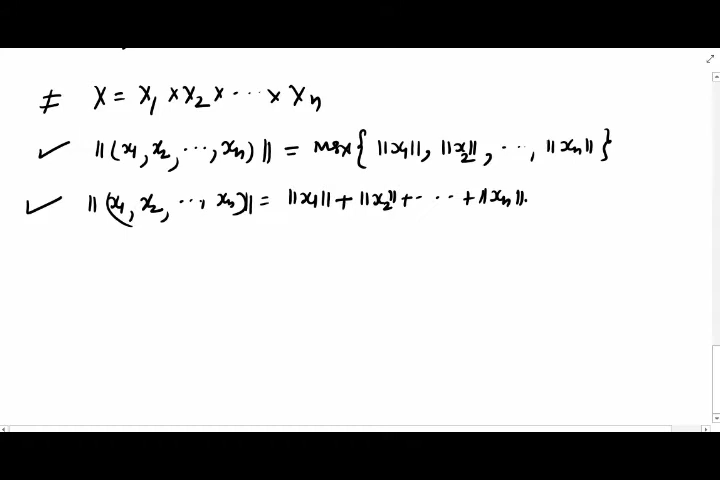 ≠ X = X₁ × X₂ × ... × Xₙ
✓ ||(x₁, x₂, ..., xₙ)|| = max{ ||x₁||, ||x₂||, ..., ||xₙ|| }
✓ ||(x₁, x₂, ..., xₙ)|| = ||x₁|| + ||x₂|| + ... + ||xₙ||.